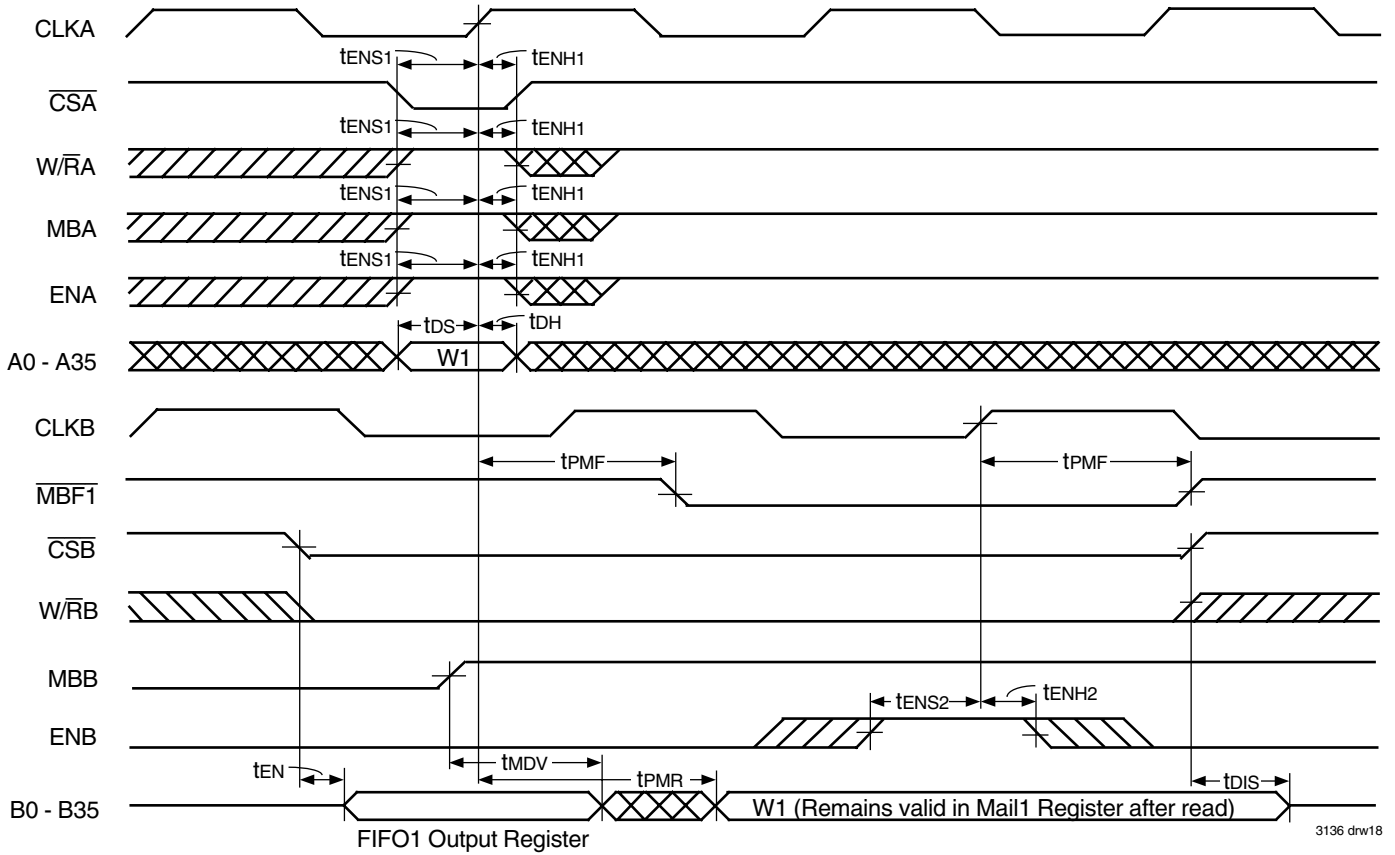 CLKA
tENS1 tENH1
CSA
tENS1 tENH1
W/RA
tENS1 tENH1
MBA
tENS1 tENH1
ENA
tDS tDH
A0 - A35 W1
CLKB
tPMF tPMF
MBF1
CSB
W/RB
MBB
tENS2 tENH2
ENB
tEN tMDV tPMR tDIS
B0 - B35 W1 (Remains valid in Mail1 Register after read)
FIFO1 Output Register
3136 drw18